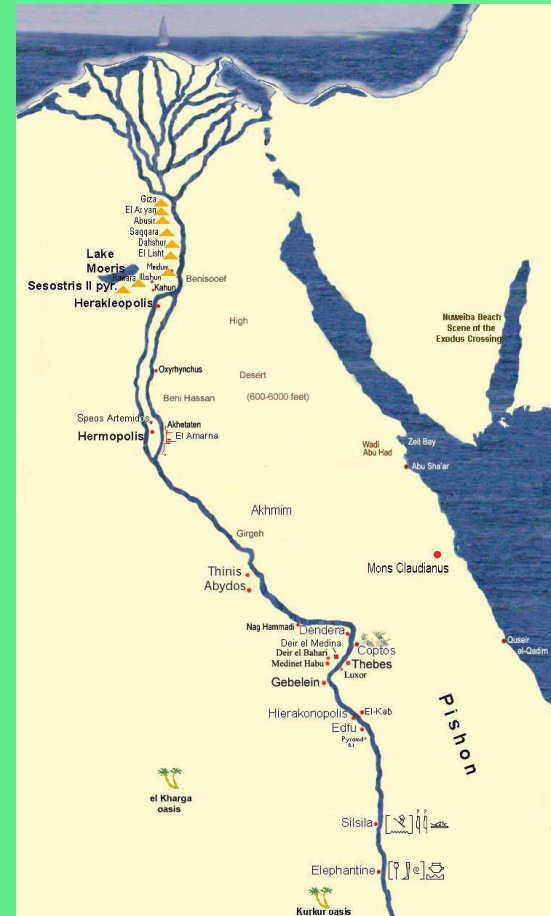 Giza
El Aryan
Abusir
Saqqara
Dahshur
El Lisht
Lake
Moeris
Meidum
Hawara Illahun
Benisooef
Sesostris II pyr.
Kahun
Herakleopolis
High
Nuweiba Beach
Scene of the
Exodus Crossing
Oxyrhynchus
Desert
Beni Hassan
(600-6000 feet)
Speos Artemidos
Akhetaten
Hermopolis
El Amarna
Zeit Bay
Wadi
Abu Had
Abu Sha'ar
Akhmim
Girgeh
Thinis
Mons Claudianus
Abydos
Nag Hammadi
Dendera
Deir el Medina
Quseir
al-Qadim
Coptos
Deir el Bahari
Medinet Habu
Thebes
Luxor
Gebelein
Pishon
El-Kab
Hierakonopolis
Edfu
el Kharga
oasis
Silsila
Elephantine
Kurkur oasis